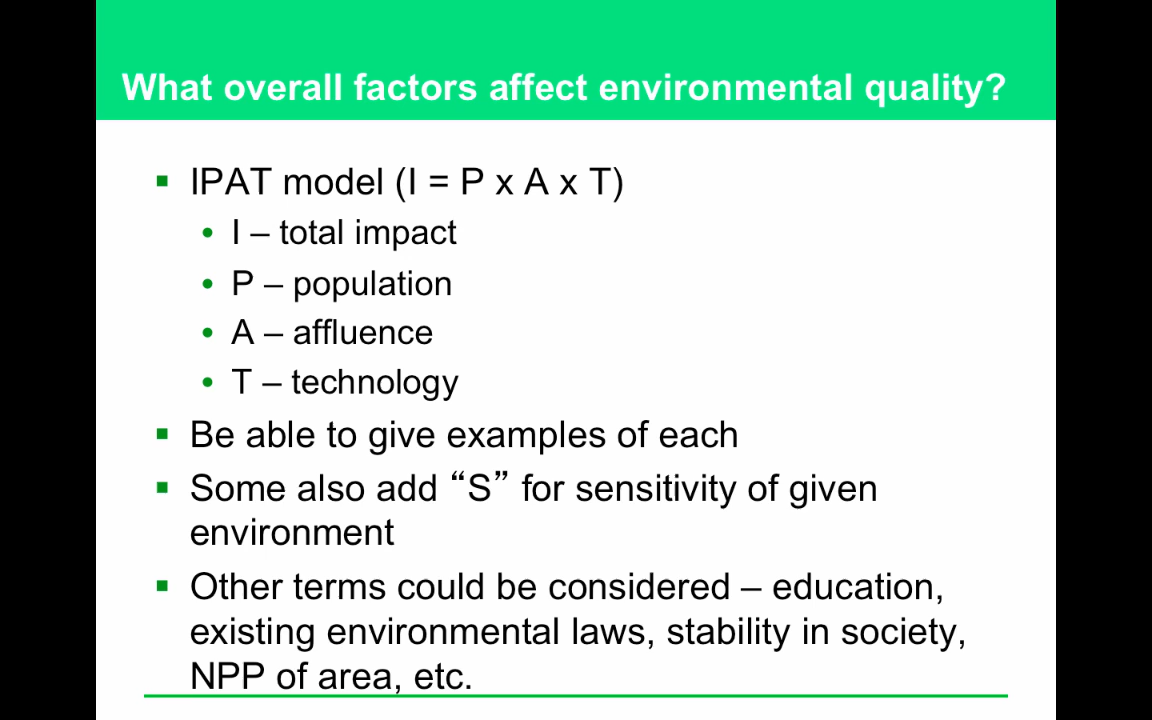 What overall factors affect environmental quality?
▪ IPAT model (I = P x A x T)
• I – total impact
• P – population
• A – affluence
• T – technology
▪ Be able to give examples of each
▪ Some also add “S” for sensitivity of given
environment
▪ Other terms could be considered – education,
existing environmental laws, stability in society,
NPP of area, etc.